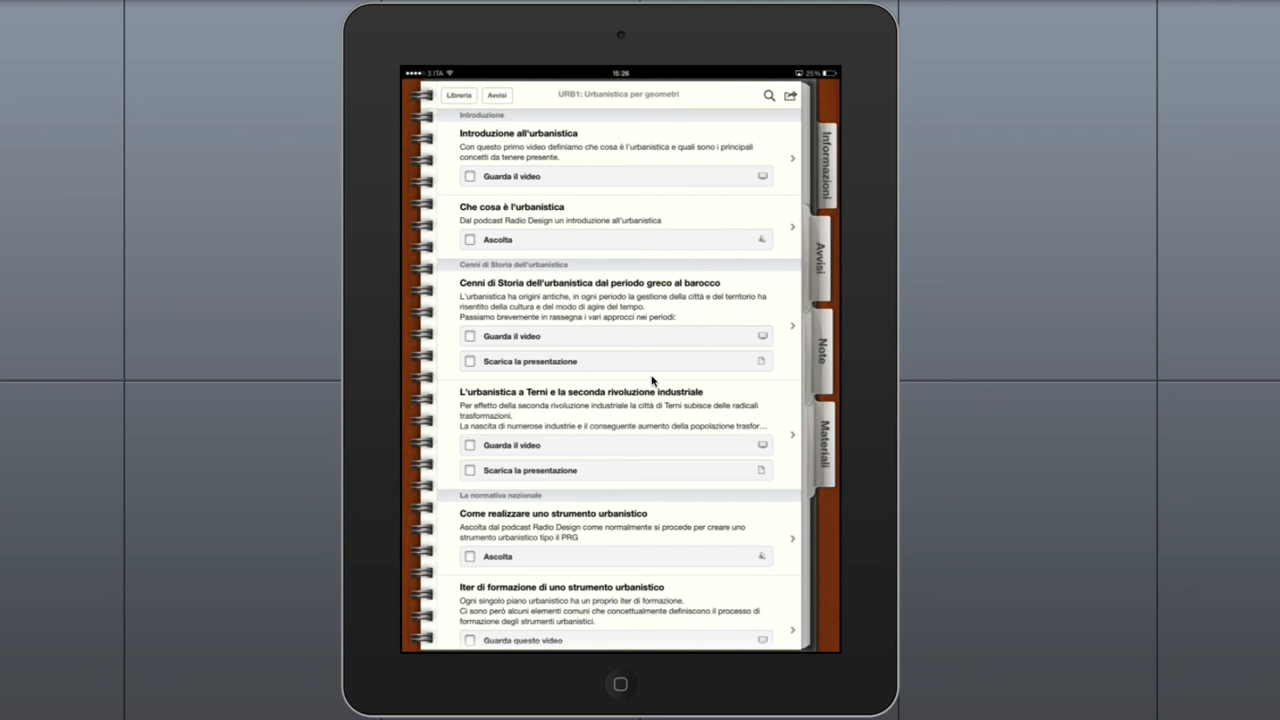 3 ITA 15:26 25%
Libreria Avvisi URB1: Urbanistica per geometri
Introduzione
Introduzione all'urbanistica
Con questo primo video definiamo che cosa è l'urbanistica e quali sono i principali
concetti da tenere presente.
Guarda il video
Che cosa è l'urbanistica
Dal podcast Radio Design un introduzione all'urbanistica
Ascolta
Cenni di Storia dell'urbanistica
Cenni di Storia dell'urbanistica dal periodo greco al barocco
L'urbanistica ha origini antiche, in ogni periodo la gestione della città e del territorio ha
risentito della cultura e del modo di agire del tempo.
Passiamo brevemente in rassegna i vari approcci nei periodi:
Guarda il video
Scarica la presentazione
L'urbanistica a Terni e la seconda rivoluzione industriale
Per effetto della seconda rivoluzione industriale la città di Terni subisce delle radicali
trasformazioni.
La nascita di numerose industrie e il conseguente aumento della popolazione trasfor...
Guarda il video
Scarica la presentazione
La normativa nazionale
Come realizzare uno strumento urbanistico
Ascolta dal podcast Radio Design come normalmente si procede per creare uno
strumento urbanistico tipo il PRG
Ascolta
Iter di formazione di uno strumento urbanistico
Ogni singolo piano urbanistico ha un proprio iter di formazione.
Ci sono però alcuni elementi comuni che concettualmente definiscono il processo di
formazione degli strumenti urbanistici.
Guarda questo video
Informazioni
Avvisi
Note
Materiali